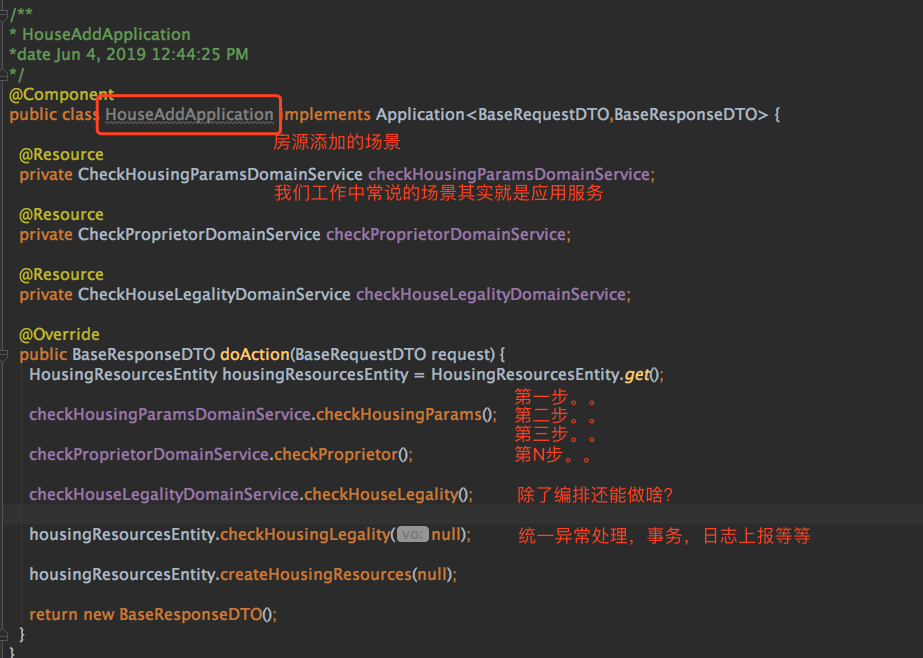 /**
* HouseAddApplication
*date Jun 4, 2019 12:44:25 PM
*/
@Component
public class HouseAddApplication implements Application<BaseRequestDTO,BaseResponseDTO> {
房源添加的场景
@Resource
private CheckHousingParamsDomainService checkHousingParamsDomainService;
我们工作中常说的场景其实就是应用服务
@Resource
private CheckProprietorDomainService checkProprietorDomainService;
@Resource
private CheckHouseLegalityDomainService checkHouseLegalityDomainService;
@Override
public BaseResponseDTO doAction(BaseRequestDTO request) {
HousingResourcesEntity housingResourcesEntity = HousingResourcesEntity.get();
第一步。。
checkHousingParamsDomainService.checkHousingParams(); 第二步。。
第三步。。
checkProprietorDomainService.checkProprietor(); 第N步。。
checkHouseLegalityDomainService.checkHouseLegality(); 除了编排还能做啥?
housingResourcesEntity.checkHousingLegality( vo: null); 统一异常处理，事务，日志上报等等
housingResourcesEntity.createHousingResources(null);
return new BaseResponseDTO();
}
}